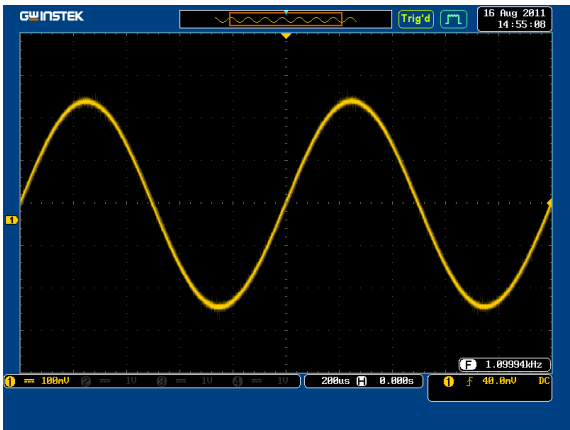 GWINSTEK
Trig'd
16 Aug 2011
14:55:08
1
F 1.09994kHz
1 100mV 2 1V 3 1V 4 1V
200us H 0.000s
1 40.0mV DC